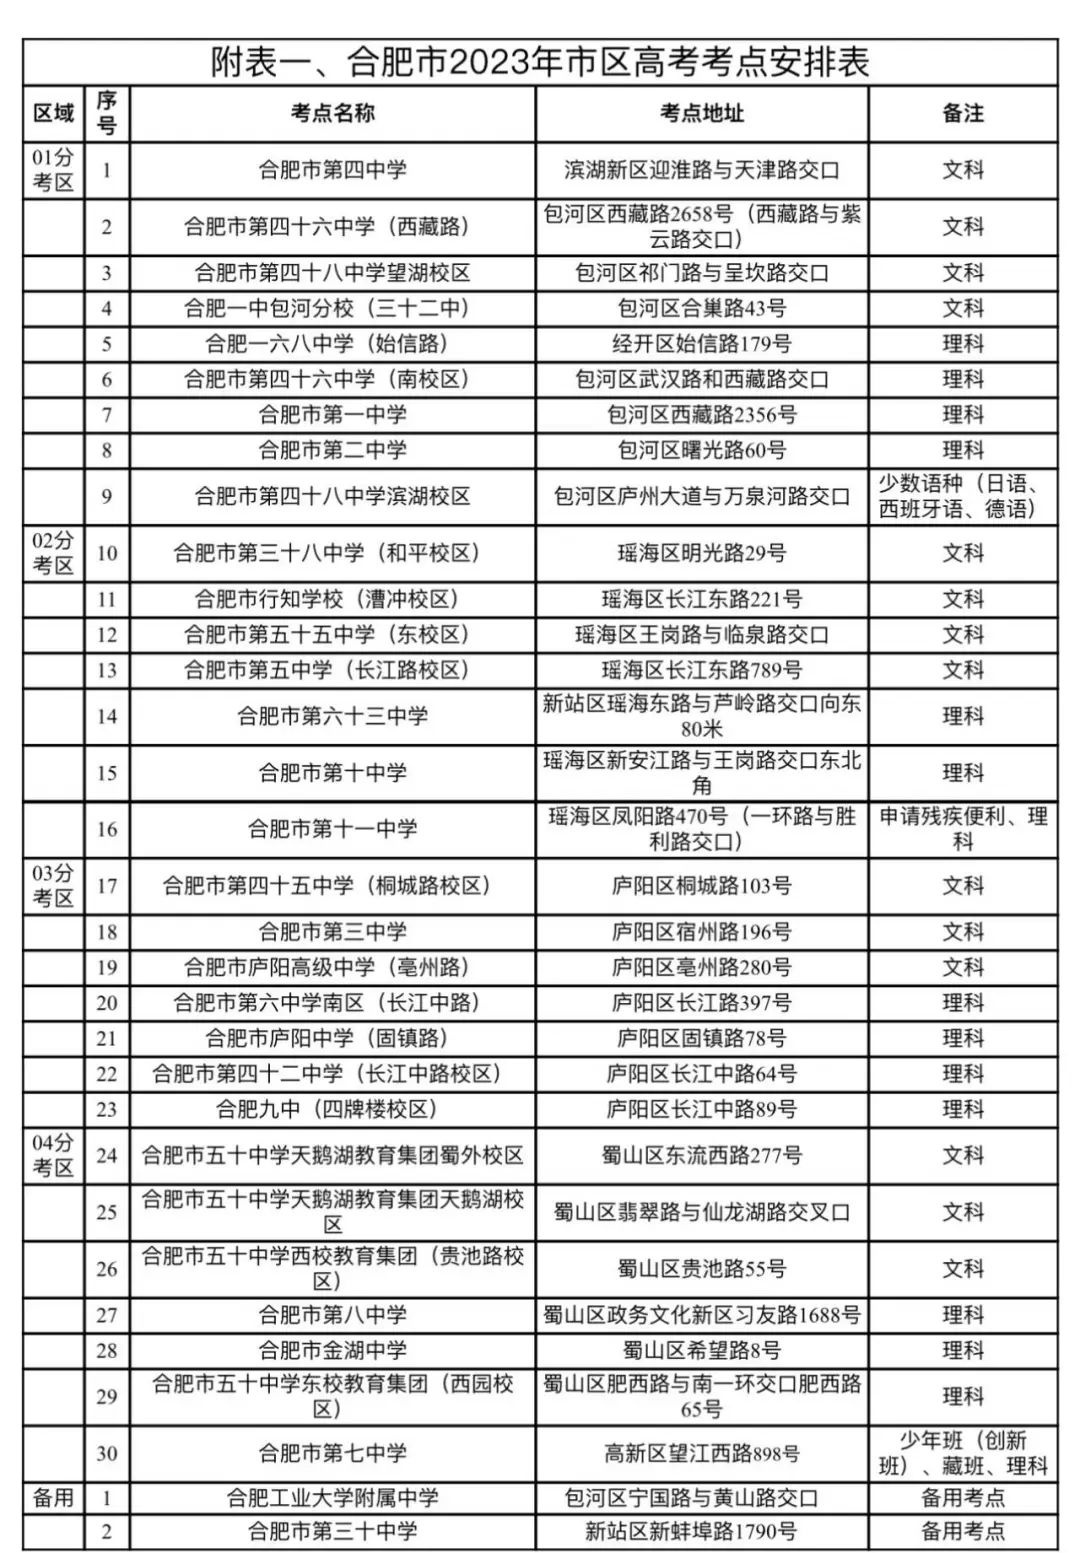 附表一、合肥市2023年市区高考考点安排表
区域 序号 考点名称 考点地址 备注
01分考区 1 合肥市第四中学 滨湖新区迎淮路与天津路交口 文科
2 合肥市第四十六中学（西藏路） 包河区西藏路2658号（西藏路与紫云路交口） 文科
3 合肥市第四十八中学望湖校区 包河区祁门路与呈坎路交口 文科
4 合肥一中包河分校（三十二中） 包河区合巢路43号 文科
5 合肥一六八中学（始信路） 经开区始信路179号 理科
6 合肥市第四十六中学（南校区） 包河区武汉路和西藏路交口 理科
7 合肥市第一中学 包河区西藏路2356号 理科
8 合肥市第二中学 包河区曙光路60号 理科
9 合肥市第四十八中学滨湖校区 包河区庐州大道与万泉河路交口 少数语种（日语、西班牙语、德语）
02分考区 10 合肥市第三十八中学（和平校区） 瑶海区明光路29号 文科
11 合肥市行知学校（漕冲校区） 瑶海区长江东路221号 文科
12 合肥市第五十五中学（东校区） 瑶海区王岗路与临泉路交口 文科
13 合肥市第五中学（长江路校区） 瑶海区长江东路789号 文科
14 合肥市第六十三中学 新站区瑶海东路与芦岭路交口向东80米 理科
15 合肥市第十中学 瑶海区新安江路与王岗路交口东北角 理科
16 合肥市第十一中学 瑶海区凤阳路470号（一环路与胜利路交口） 申请残疾便利、理科
03分考区 17 合肥市第四十五中学（桐城路校区） 庐阳区桐城路103号 文科
18 合肥市第三中学 庐阳区宿州路196号 文科
19 合肥市庐阳高级中学（亳州路） 庐阳区亳州路280号 文科
20 合肥市第六中学南区（长江中路） 庐阳区长江路397号 理科
21 合肥市庐阳中学（固镇路） 庐阳区固镇路78号 理科
22 合肥市第四十二中学（长江中路校区） 庐阳区长江中路64号 理科
23 合肥九中（四牌楼校区） 庐阳区长江中路89号 理科
04分考区 24 合肥市五十中学天鹅湖教育集团蜀外校区 蜀山区东流西路277号 文科
25 合肥市五十中学天鹅湖教育集团天鹅湖校区 蜀山区翡翠路与仙龙湖路交叉口 文科
26 合肥市五十中学西校教育集团（贵池路校区） 蜀山区贵池路55号 文科
27 合肥市第八中学 蜀山区政务文化新区习友路1688号 理科
28 合肥市金湖中学 蜀山区希望路8号 理科
29 合肥市五十中学东校教育集团（西园校区） 蜀山区肥西路与南一环交口肥西路65号 理科
30 合肥市第七中学 高新区望江西路898号 少年班（创新班）、藏班、理科
备用 1 合肥工业大学附属中学 包河区宁国路与黄山路交口 备用考点
2 合肥市第三十中学 新站区新蚌埠路1790号 备用考点